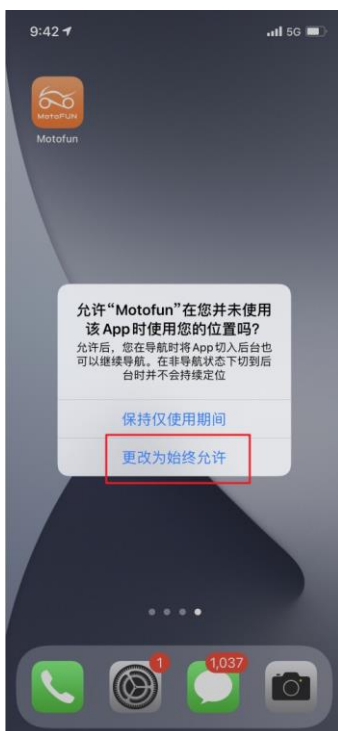 9:42
5G
MotoFUN
Motofun
允许“Motofun”在您并未使用
该App时使用您的位置吗?
允许后，您在导航时将App切入后台也
可以继续导航。在非导航状态下切到后
台时并不会持续定位
保持仅使用期间
更改为始终允许
1
1,037